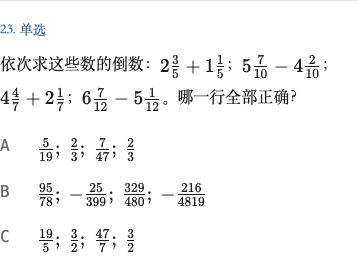 23. 单选
依次求这些数的倒数：2 3/5 + 1 1/5；5 7/10 − 4 2/10；
4 4/7 + 2 1/7；6 7/12 − 5 1/12。哪一行全部正确?
A 5/19; 2/3; 7/47; 2/3
B 95/78; −25/399; 329/480; −216/4819
C 19/5; 3/2; 47/7; 3/2